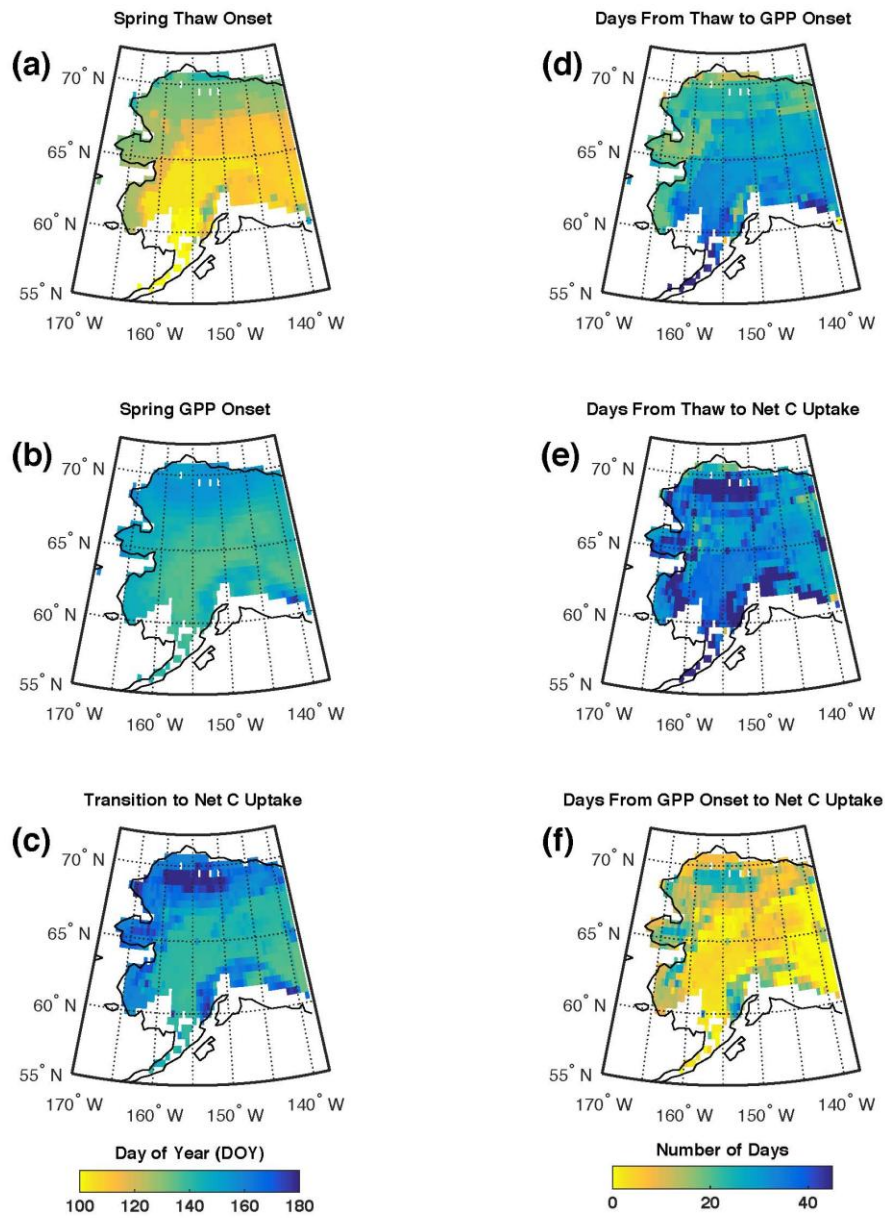 Spring Thaw Onset
(a)
70° N
65° N
60° N
55° N
170° W
160° W
150° W
140° W
Days From Thaw to GPP Onset
(d)
70° N
65° N
60° N
55° N
170° W
160° W
150° W
140° W
Spring GPP Onset
(b)
70° N
65° N
60° N
55° N
170° W
160° W
150° W
140° W
Days From Thaw to Net C Uptake
(e)
70° N
65° N
60° N
55° N
170° W
160° W
150° W
140° W
Transition to Net C Uptake
(c)
70° N
65° N
60° N
55° N
170° W
160° W
150° W
140° W
Days From GPP Onset to Net C Uptake
(f)
70° N
65° N
60° N
55° N
170° W
160° W
150° W
140° W
Day of Year (DOY)
100 120 140 160 180
Number of Days
0 20 40